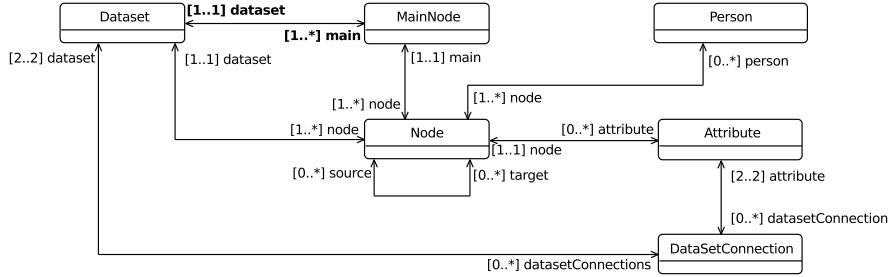 Dataset
[1..1] dataset
MainNode
Person
[1..*] main
[2..2] dataset
[1..1] dataset
[1..1] main
[0..*] person
[1..*] node
[1..*] node
[1..*] node
Node
[0..*] attribute
Attribute
[1..1] node
[0..*] source
[0..*] target
[2..2] attribute
[0..*] datasetConnection
DataSetConnection
[0..*] datasetConnections